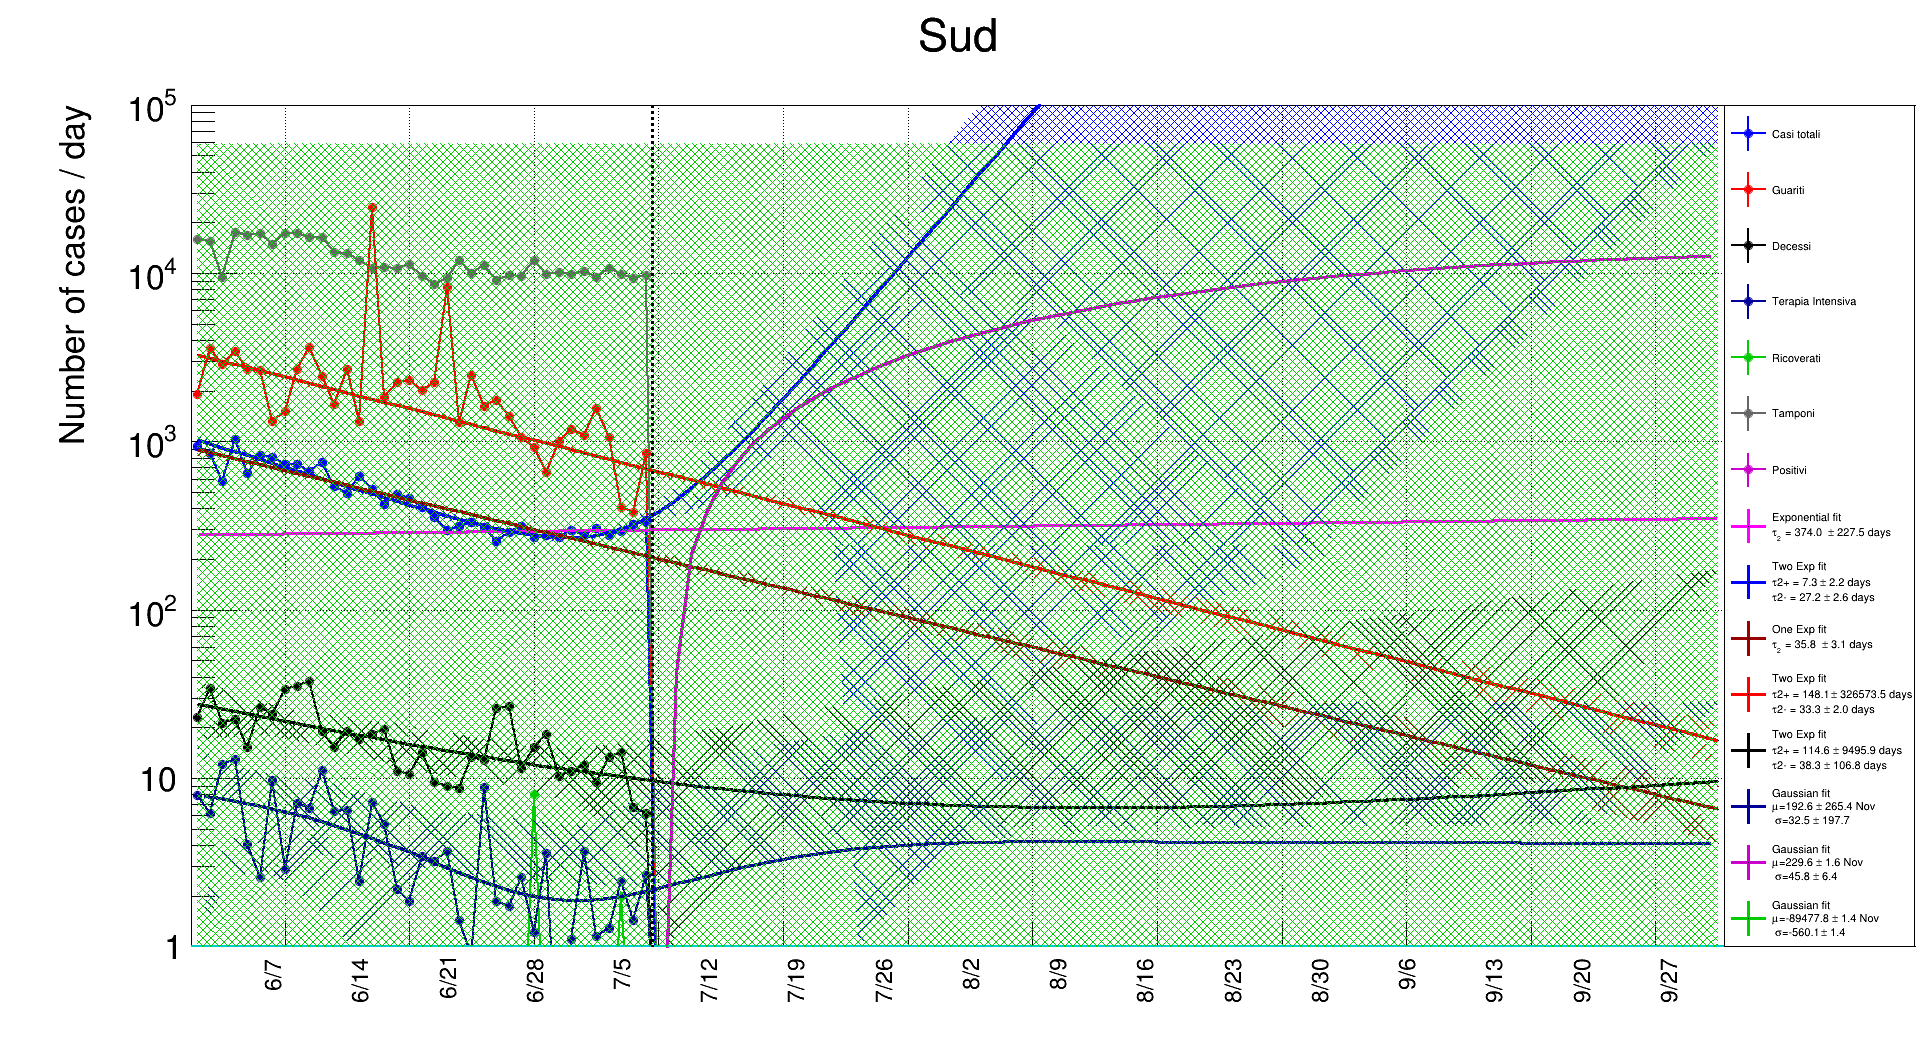 Sud
Number of cases / day
10^5
10^4
10^3
10^2
10
1
6/7 6/14 6/21 6/28 7/5 7/12 7/19 7/26 8/2 8/9 8/16 8/23 8/30 9/6 9/13 9/20 9/27
Casi totali
Guariti
Decessi
Terapia Intensiva
Ricoverati
Tamponi
Positivi
Exponential fit
τ2 = 374.0 ± 227.5 days
Two Exp fit
τ2+ = 7.3 ± 2.2 days
τ2- = 27.2 ± 2.6 days
One Exp fit
τ2 = 35.8 ± 3.1 days
Two Exp fit
τ2+ = 148.1 ± 326573.5 days
τ2- = 33.3 ± 2.0 days
Two Exp fit
τ2+ = 114.6 ± 9495.9 days
τ2- = 38.3 ± 106.8 days
Gaussian fit
μ=192.6 ± 265.4 Nov
σ=32.5 ± 197.7
Gaussian fit
μ=229.6 ± 1.6 Nov
σ=45.8 ± 6.4
Gaussian fit
μ=-89477.8 ± 1.4 Nov
σ=-560.1 ± 1.4